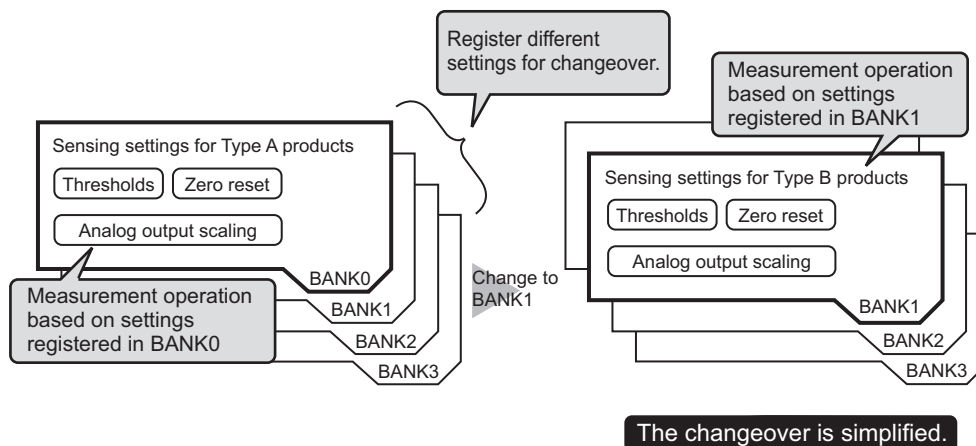 Register different
settings for changeover.
Sensing settings for Type A products
Thresholds
Zero reset
Analog output scaling
BANK0
BANK1
BANK2
BANK3
Measurement operation
based on settings
registered in BANK0
Change to
BANK1
Measurement operation
based on settings
registered in BANK1
Sensing settings for Type B products
Thresholds
Zero reset
Analog output scaling
BANK1
BANK2
BANK3
The changeover is simplified.